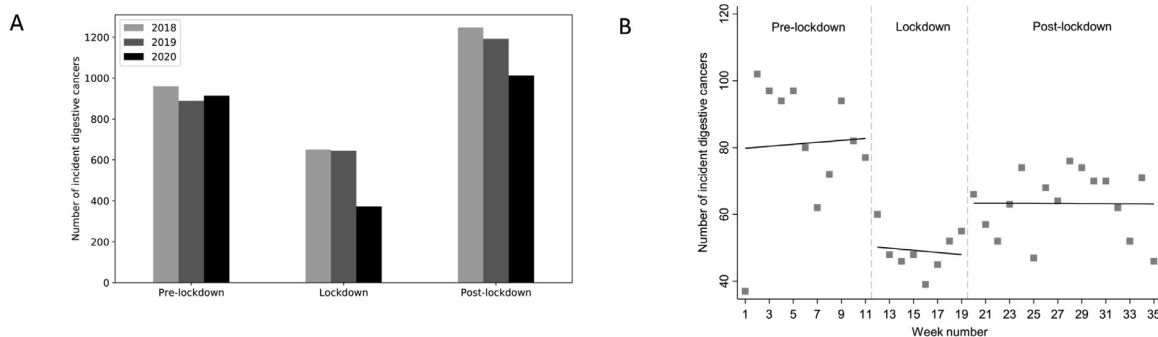 A
2018
2019
2020
Number of incident digestive cancers
1200
1000
800
600
400
200
0
Pre-lockdown Lockdown Post-lockdown
B
Pre-lockdown Lockdown Post-lockdown
Number of incident digestive cancers
120
100
80
60
40
1 3 5 7 9 11 13 15 17 19 21 23 25 27 29 31 33 35
Week number